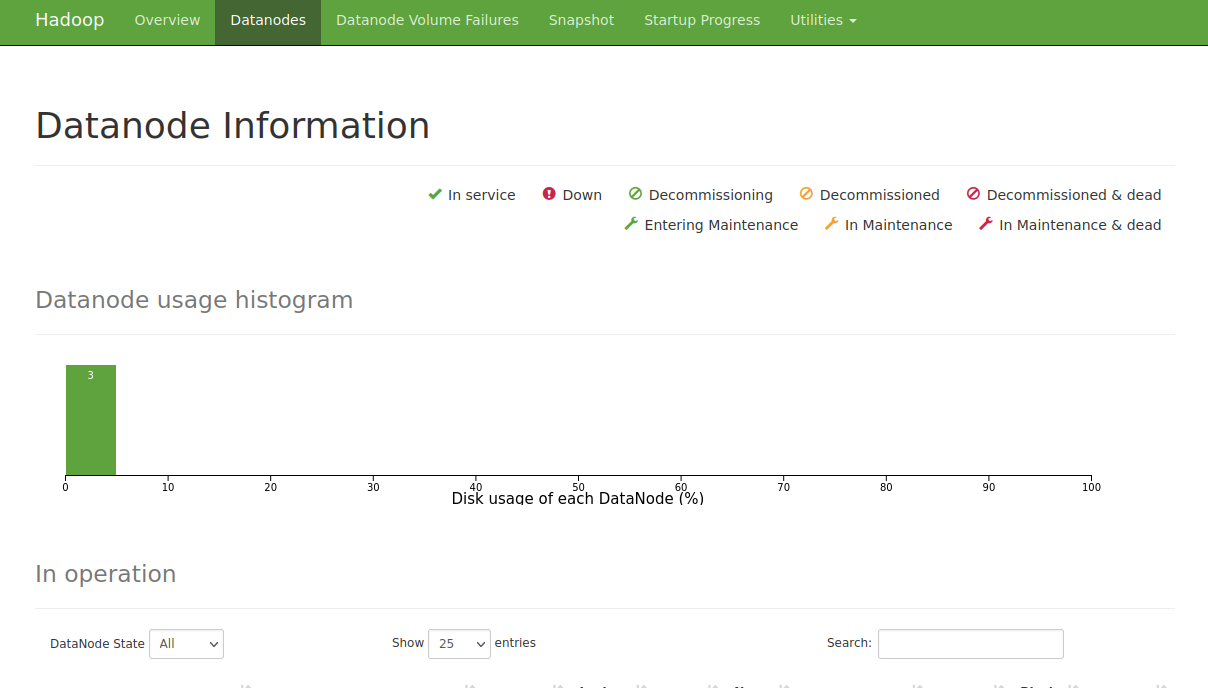 Hadoop Overview Datanodes Datanode Volume Failures Snapshot Startup Progress Utilities
Datanode Information
In service Down Decommissioning Decommissioned Decommissioned & dead
Entering Maintenance In Maintenance In Maintenance & dead
Datanode usage histogram
3
0 10 20 30 40 50 60 70 80 90 100
Disk usage of each DataNode (%)
In operation
DataNode State All Show 25 entries Search: